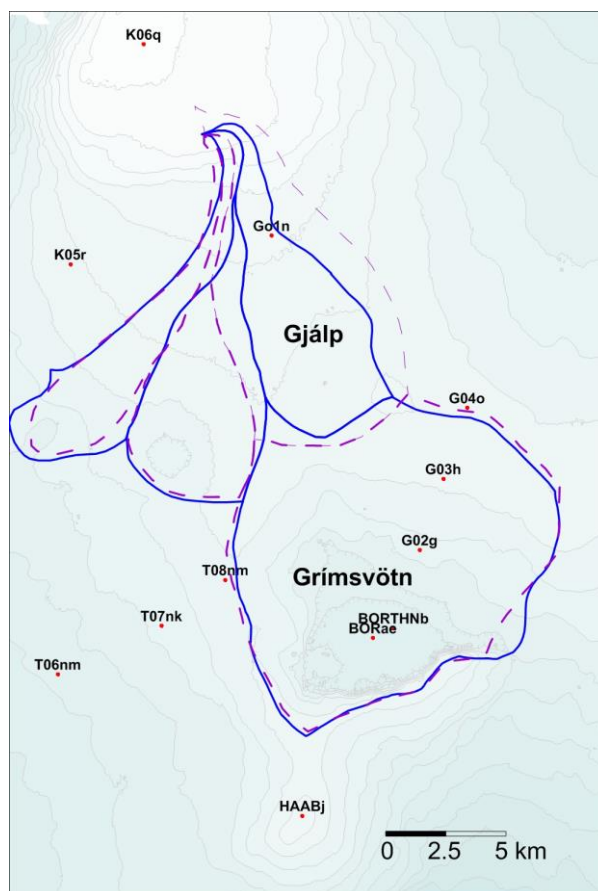 K06q
Go1n
K05r
Gjálp
G04o
G03h
G02g
T08nm
Grímsvötn
BORTHNb
BORae
T07nk
T06nm
HAABj
0 2.5 5 km